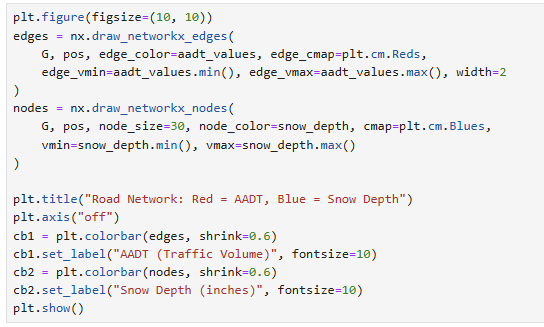 plt.figure(figsize=(10, 10))
edges = nx.draw_networkx_edges(
    G, pos, edge_color=aadt_values, edge_cmap=plt.cm.Reds,
    edge_vmin=aadt_values.min(), edge_vmax=aadt_values.max(), width=2
)
nodes = nx.draw_networkx_nodes(
    G, pos, node_size=30, node_color=snow_depth, cmap=plt.cm.Blues,
    vmin=snow_depth.min(), vmax=snow_depth.max()
)

plt.title("Road Network: Red = AADT, Blue = Snow Depth")
plt.axis("off")
cb1 = plt.colorbar(edges, shrink=0.6)
cb1.set_label("AADT (Traffic Volume)", fontsize=10)
cb2 = plt.colorbar(nodes, shrink=0.6)
cb2.set_label("Snow Depth (inches)", fontsize=10)
plt.show()